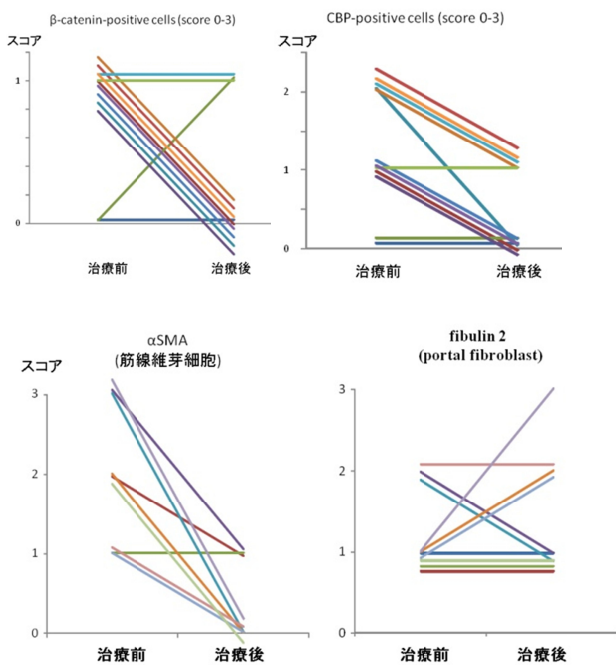 β-catenin-positive cells (score 0-3)
スコア
1
0
治療前
治療後
CBP-positive cells (score 0-3)
スコア
2
1
0
治療前
治療後
αSMA
(筋線維芽細胞)
スコア
3
2
1
0
治療前
治療後
fibulin 2
(portal fibroblast)
3
2
1
0
治療前
治療後